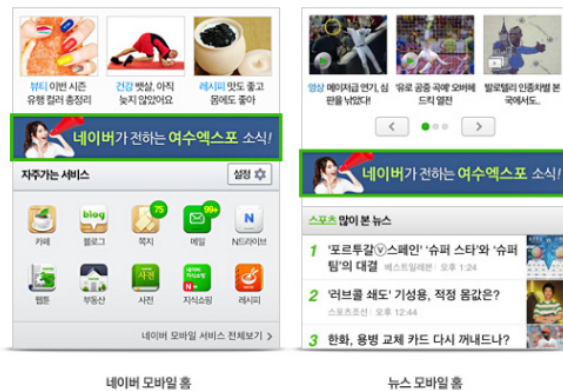 뷰티 이번 시즌
유행 컬러 총정리
건강 뱃살, 아직
늦지 않았어요
레시피 맛도 좋고
몸에도 좋아
네이버가 전하는 여수엑스포 소식!
자주가는 서비스
설정
카페
blog
블로그
75
쪽지
99+
메일
N
N드라이브
웹툰
부동산
사전
사전
네이버
지식쇼핑
N
지식쇼핑
레시피
네이버 모바일 서비스 전체보기 >
네이버 모바일 홈
영상 메이저급 연기, 심
판을 낚았다!
'유로 공중 곡예' 오버헤
드킥 열전
발로텔리 인종차별 본
국에서도..
< >
네이버가 전하는 여수엑스포 소식!
스포츠 많이 본 뉴스
1 '포르투갈ⓥ스페인' '슈퍼 스타'와 '슈퍼
팀'의 대결 베스트일레븐 오후 1:24
2 '러브콜 쇄도' 기성용, 적정 몸값은?
스포츠조선 오후 12:44
3 한화, 용병 교체 카드 다시 꺼내드나?
뉴스 모바일 홈